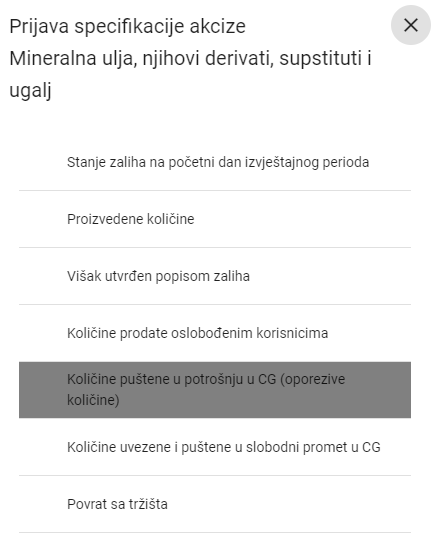 Prijava specifikacije akcize
Mineralna ulja, njihovi derivati, supstituti i
ugalj
Stanje zaliha na početni dan izvještajnog perioda
Proizvedene količine
Višak utvrđen popisom zaliha
Količine prodate oslobođenim korisnicima
Količine puštene u potrošnju u CG (oporezive
količine)
Količine uvezene i puštene u slobodni promet u CG
Povrat sa tržišta